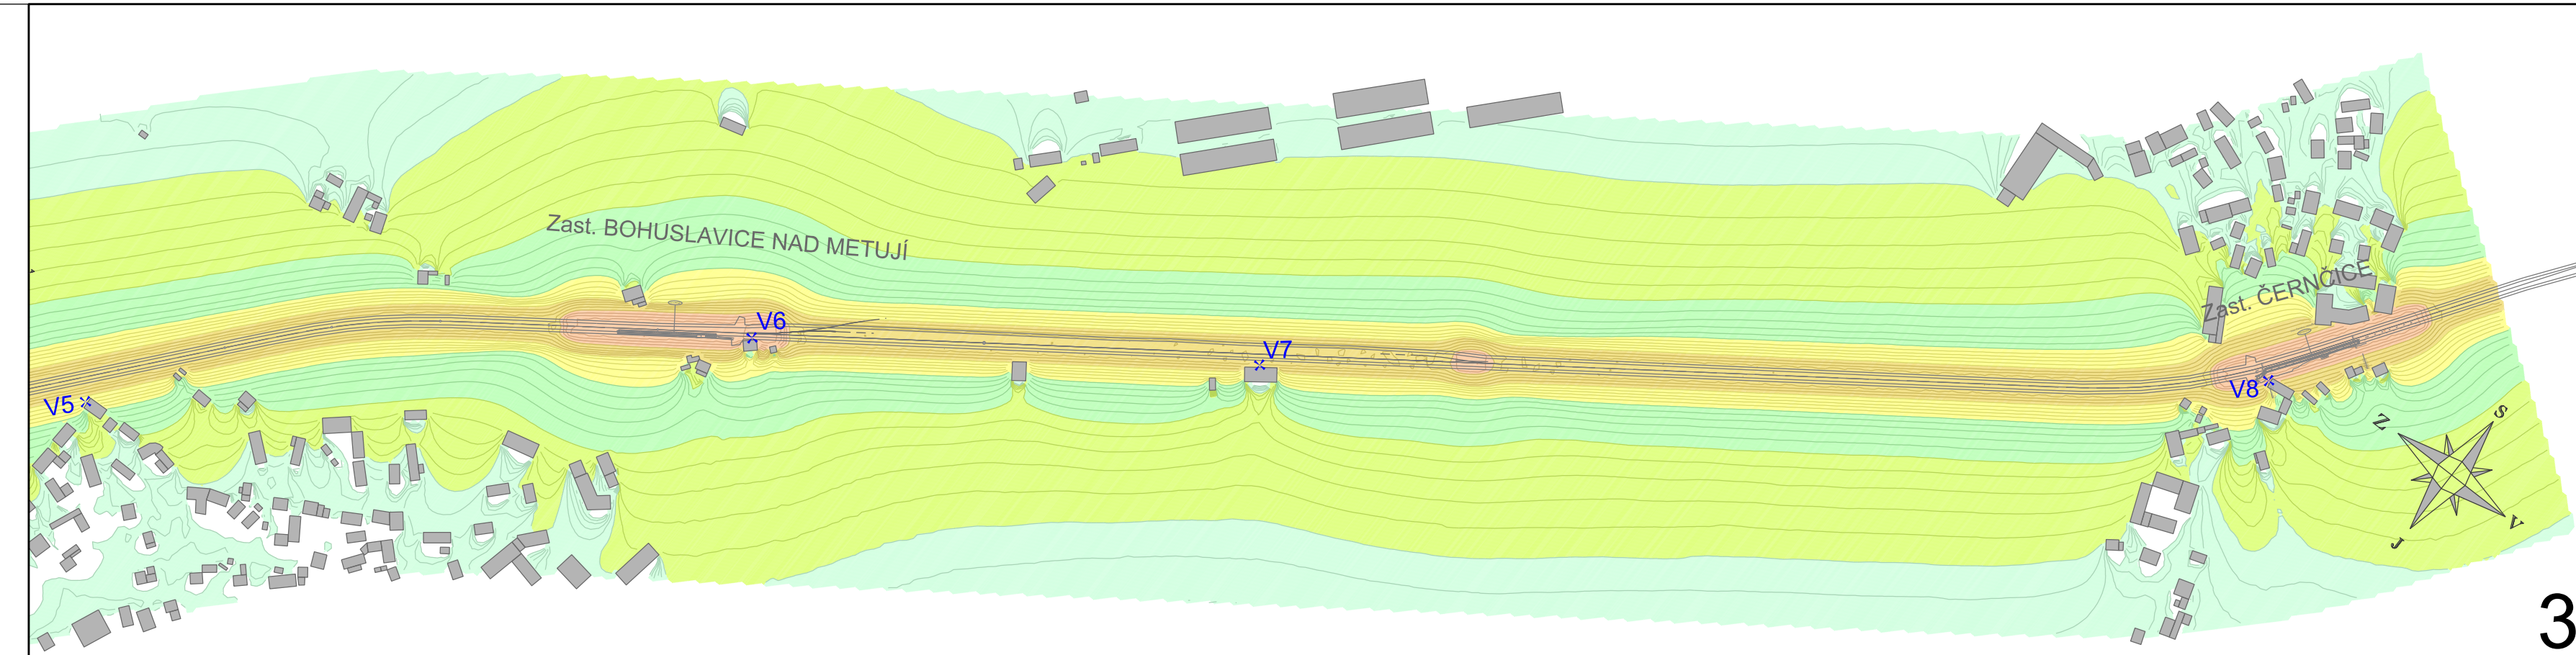 Zast. BOHUSLAVICE NAD METUJÍ
V6
V7
Zast. ČERNČICE
V5
V8
S
Z
V
J
3